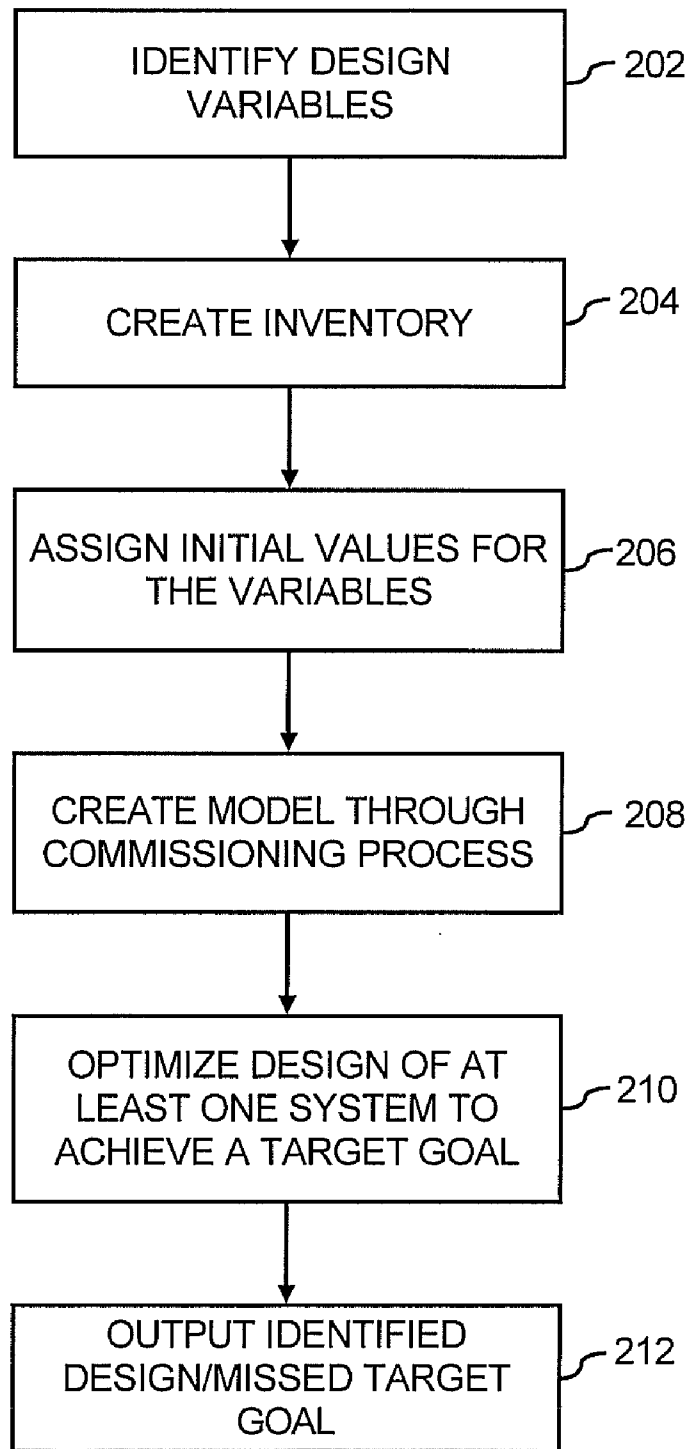 IDENTIFY DESIGN
VARIABLES
202
CREATE INVENTORY
204
ASSIGN INITIAL VALUES FOR
THE VARIABLES
206
CREATE MODEL THROUGH
COMMISSIONING PROCESS
208
OPTIMIZE DESIGN OF AT
LEAST ONE SYSTEM TO
ACHIEVE A TARGET GOAL
210
OUTPUT IDENTIFIED
DESIGN/MISSED TARGET
GOAL
212